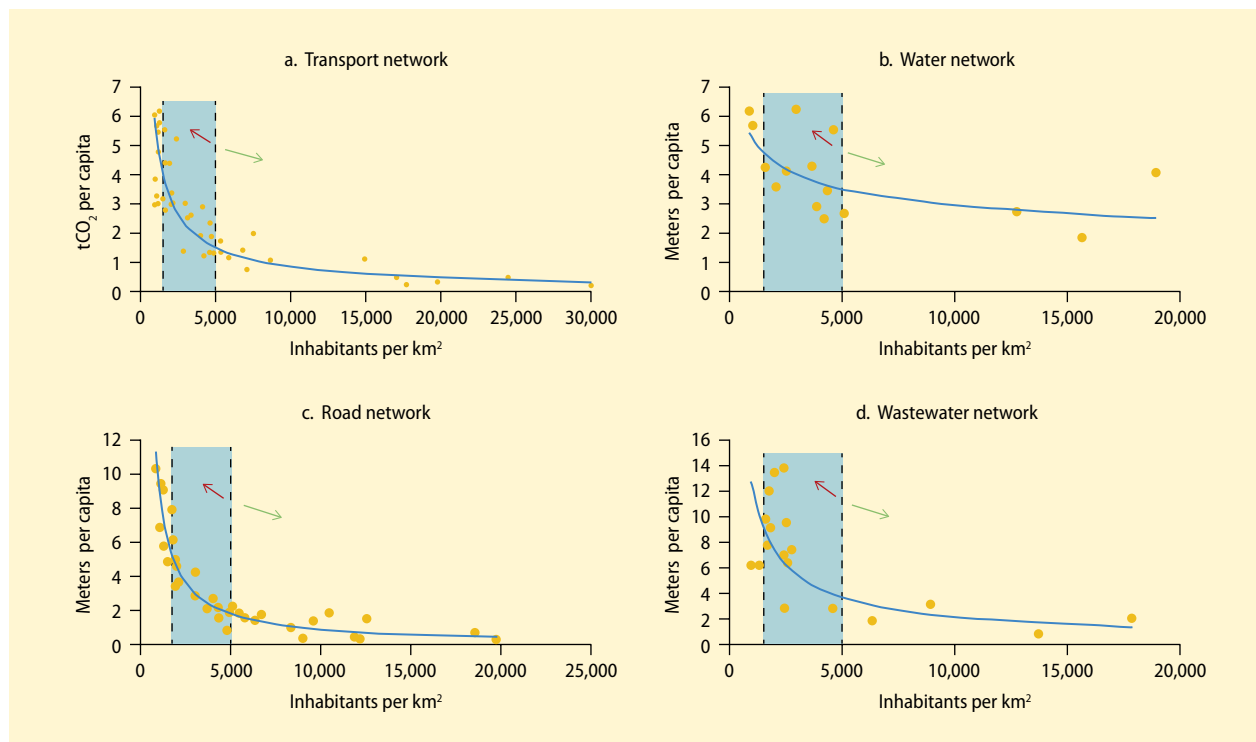 a. Transport network
7
6
5
4
3
2
1
0
tCO₂ per capita
0 5,000 10,000 15,000 20,000 25,000 30,000
Inhabitants per km²
b. Water network
7
6
5
4
3
2
1
0
Meters per capita
0 5,000 10,000 15,000 20,000
Inhabitants per km²
c. Road network
12
10
8
6
4
2
0
Meters per capita
0 5,000 10,000 15,000 20,000 25,000
Inhabitants per km²
d. Wastewater network
16
14
12
10
8
6
4
2
0
Meters per capita
0 5,000 10,000 15,000 20,000
Inhabitants per km²